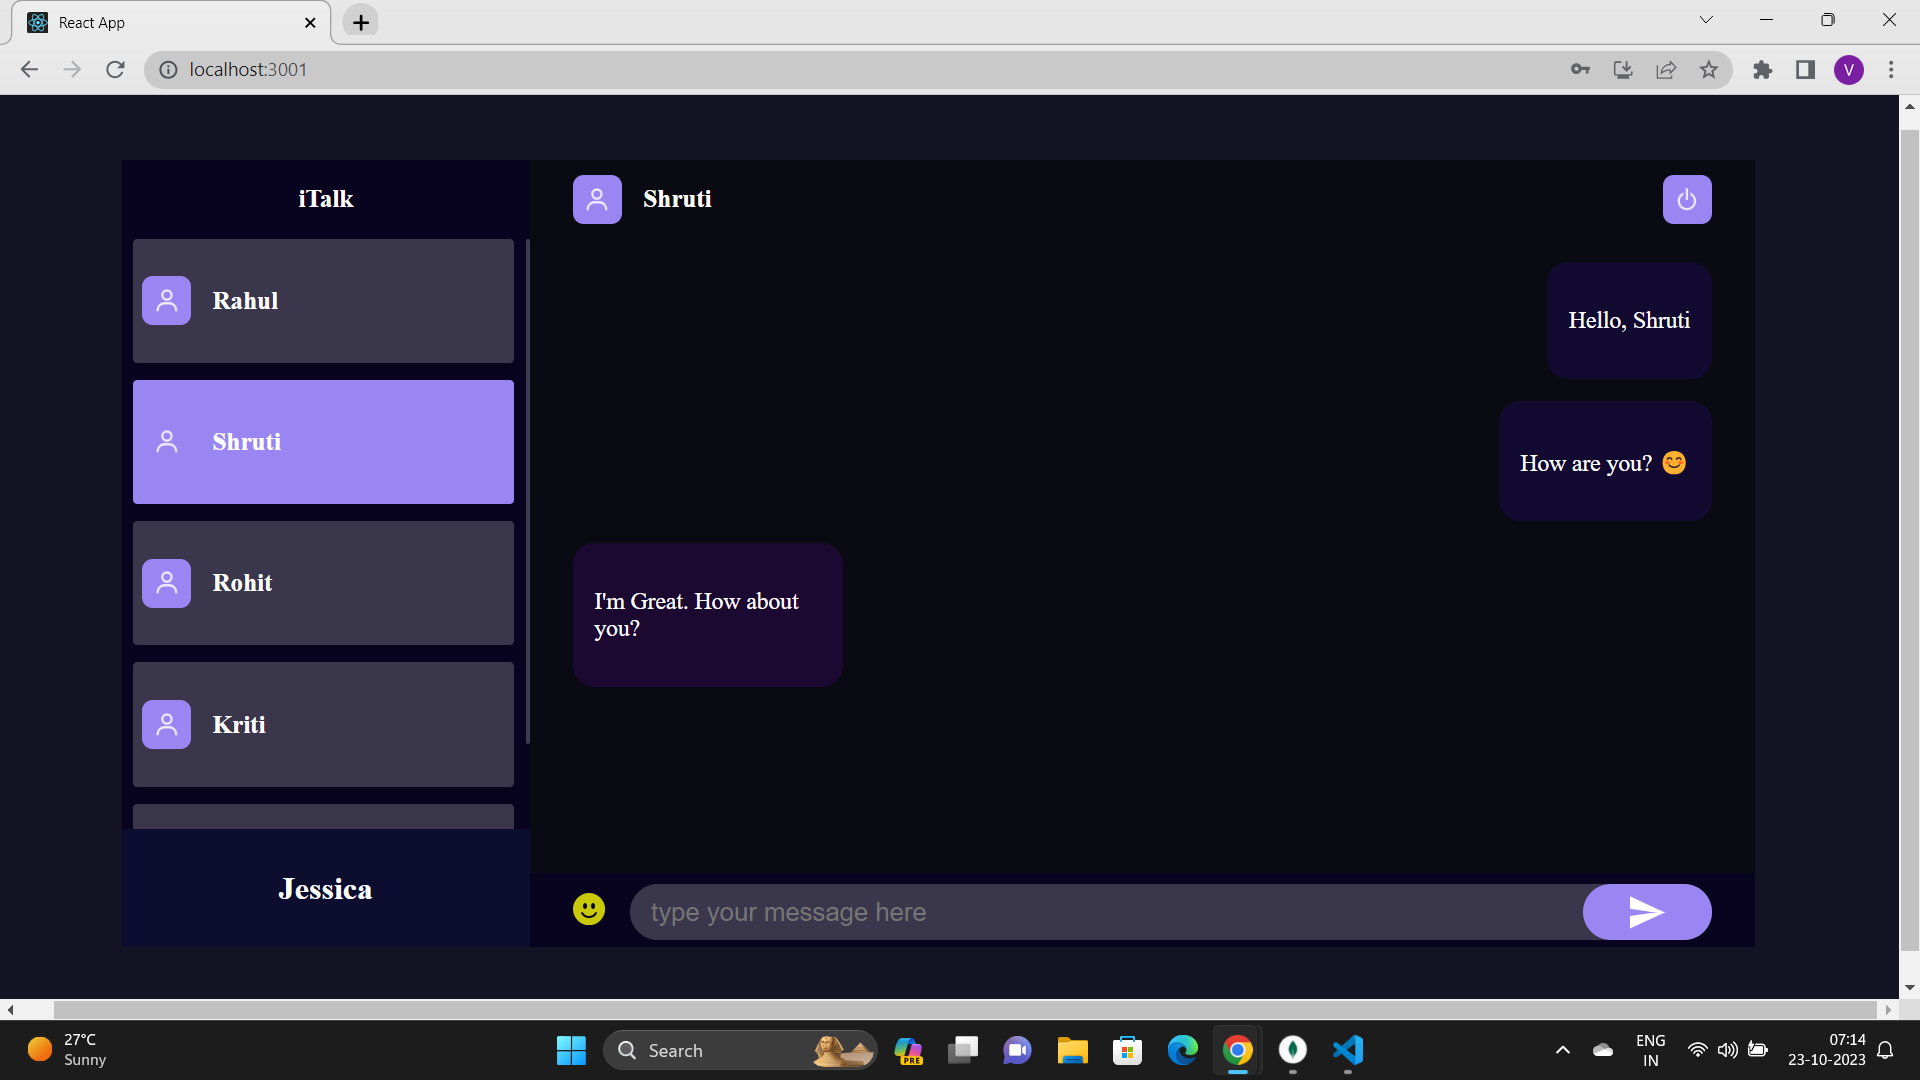 React App
localhost:3001
V
iTalk
Rahul
Shruti
Rohit
Kriti
Jessica
Shruti
Hello, Shruti
How are you? 😊
I'm Great. How about
you?
type your message here
27°C
Sunny
Search
PRE
ENG
IN
07:14
23-10-2023